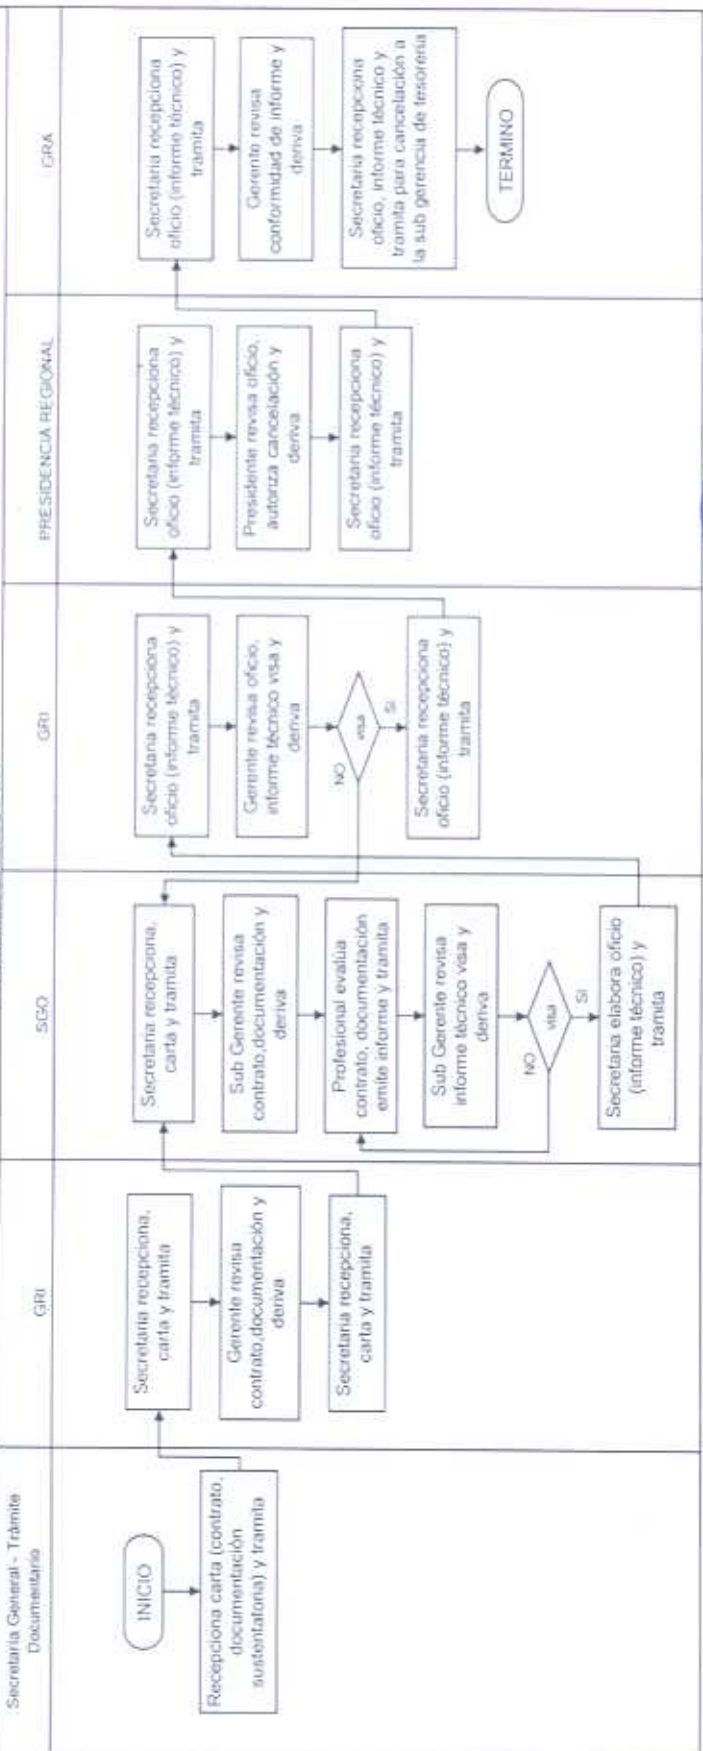 Secretaria General - Trámite
Documentario
INICIO
Recepciona carta (contrato,
documentación
sustentatoria) y tramita
GRI
Secretaria recepciona,
carta y tramita
Gerente revisa
contrato,documentación y
deriva
Secretaria recepciona,
carta y tramita
SGO
Secretaria recepciona,
carta y tramita
Sub Gerente revisa
contrato,documentación y
deriva
Profesional evalúa
contrato, documentación
emite informe y tramita
Sub Gerente revisa
informe técnico visa y
deriva
visa
NO
SI
Secretaria elabora oficio
(informe técnico) y
tramita
GRI
Secretaria recepciona
oficio (informe técnico) y
tramita
Gerente revisa oficio,
informe técnico visa y
deriva
visa
NO
SI
Secretaria recepciona
oficio (informe técnico) y
tramita
PRESIDENCIA REGIONAL
Secretaria recepciona
oficio (informe técnico) y
tramita
Presidente revisa oficio,
autoriza cancelación y
deriva
Secretaria recepciona
oficio (informe técnico) y
tramita
GRA
Secretaria recepciona
oficio (informe técnico) y
tramita
Gerente revisa
conformidad de informe y
deriva
Secretaria recepciona
oficio, informe técnico y
tramita para cancelación a
la sub gerencia de tesoreria
TERMINO